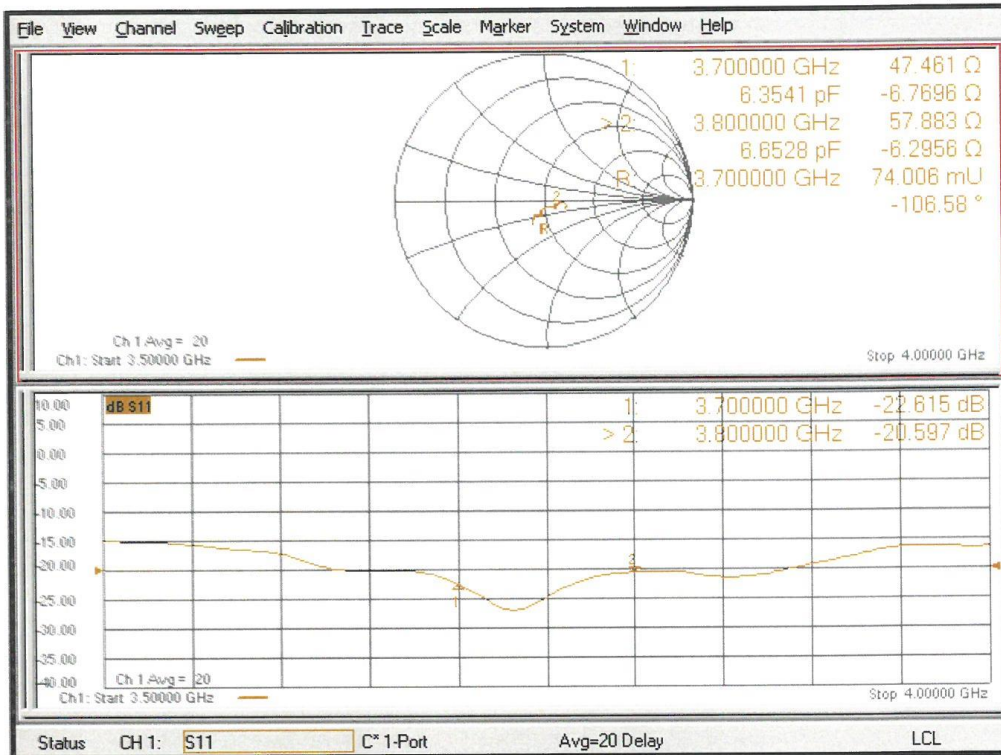 File View Channel Sweep Calibration Trace Scale Marker System Window Help
1: 3.700000 GHz 47.461 Ω
6.3541 pF -6.7696 Ω
> 2: 3.800000 GHz 57.883 Ω
6.6528 pF -6.2956 Ω
R 3.700000 GHz 74.006 mU
-106.58 °
2
1
R
Ch 1 Avg = 20
Ch1: Start 3.50000 GHz
Stop 4.00000 GHz
10.00
dB S11
1: 3.700000 GHz -22.615 dB
5.00
> 2: 3.800000 GHz -20.597 dB
0.00
-5.00
-10.00
-15.00
-20.00
2
1
-25.00
-30.00
-35.00
-40.00
Ch 1 Avg = 20
Ch1: Start 3.50000 GHz
Stop 4.00000 GHz
Status CH 1: S11 C* 1-Port Avg=20 Delay LCL